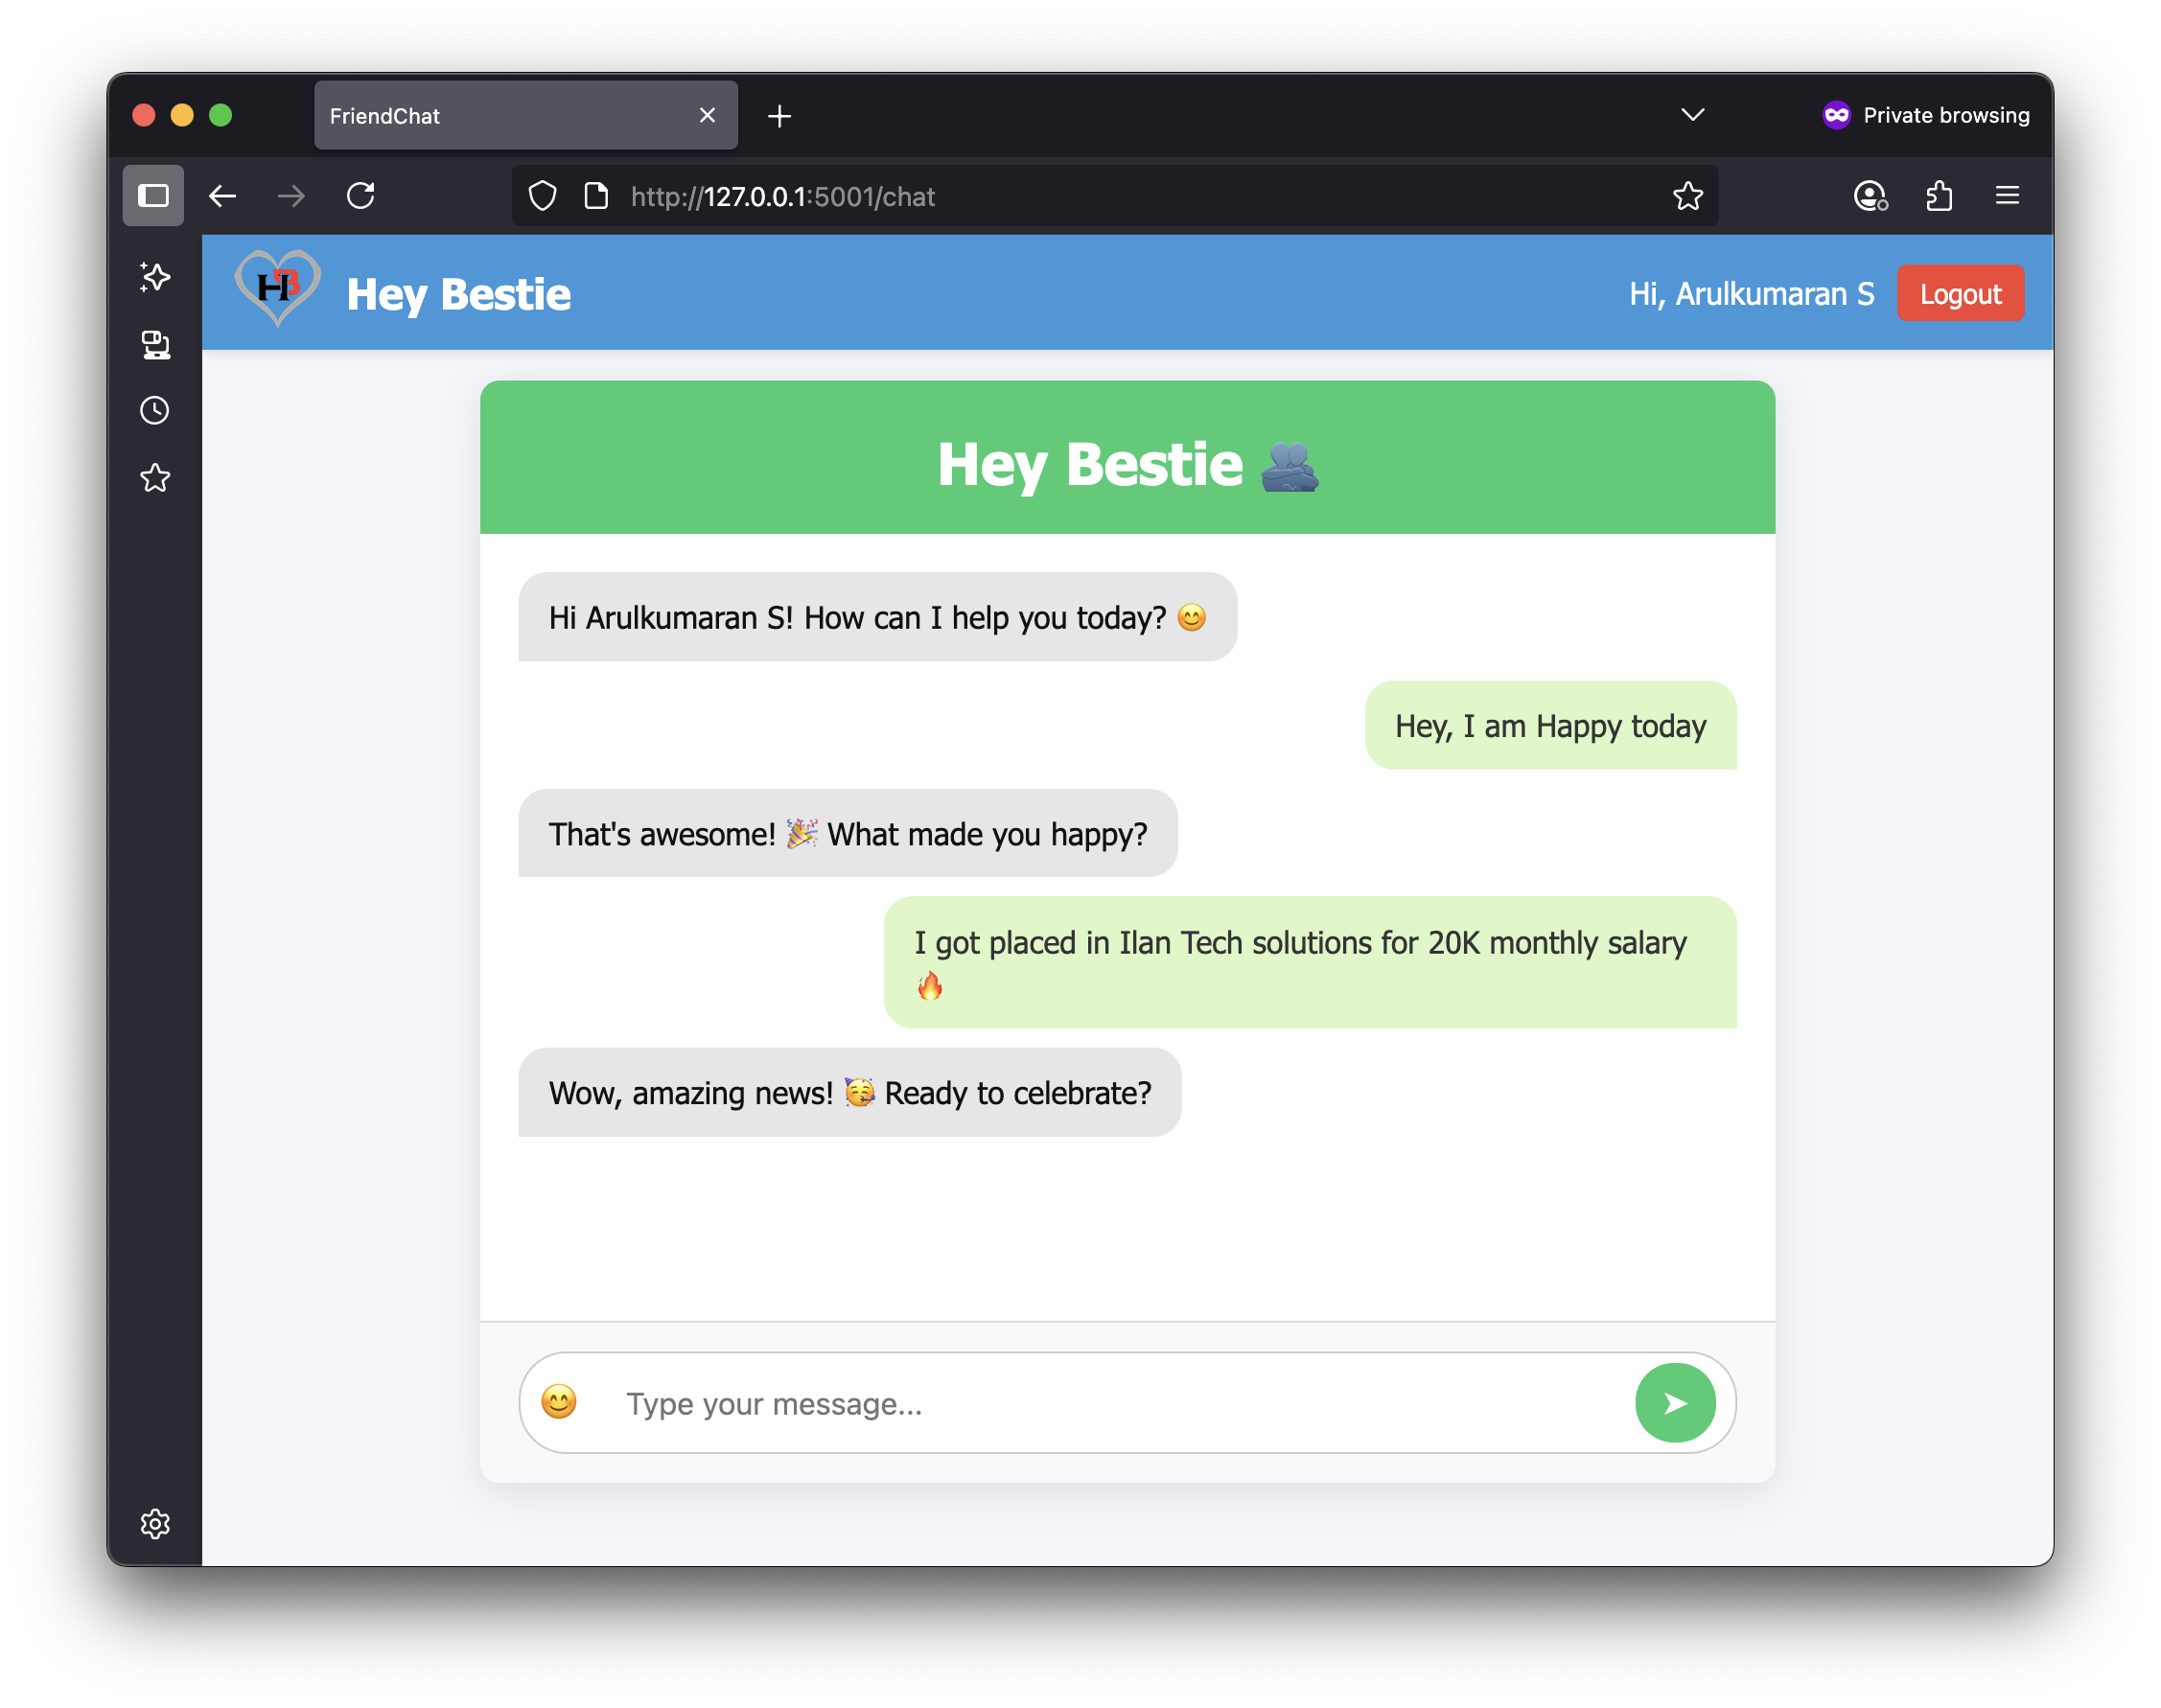 FriendChat
Private browsing
http://127.0.0.1:5001/chat
HB
Hey Bestie
Hi, Arulkumaran S
Logout
Hey Bestie 🫂
Hi Arulkumaran S! How can I help you today? 😊
Hey, I am Happy today
That's awesome! 🎉 What made you happy?
I got placed in Ilan Tech solutions for 20K monthly salary
🔥
Wow, amazing news! 🥳 Ready to celebrate?
😊 Type your message...